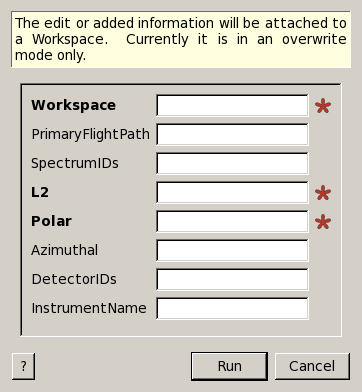 The edit or added information will be attached to
a Workspace. Currently it is in an overwrite
mode only.
Workspace
PrimaryFlightPath
SpectrumIDs
L2
Polar
Azimuthal
DetectorIDs
InstrumentName
? Run Cancel